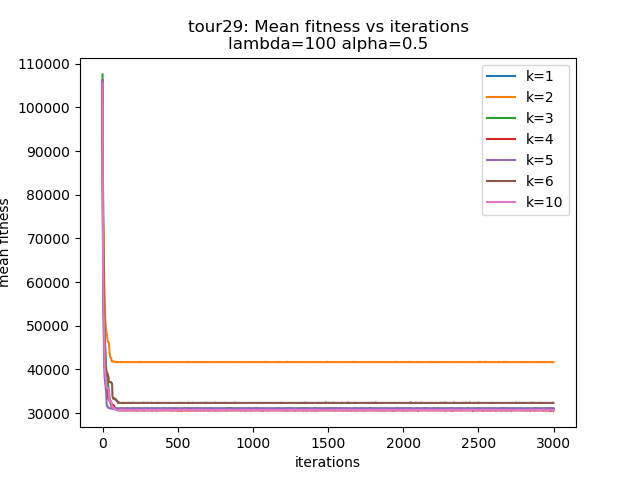 tour29: Mean fitness vs iterations
lambda=100 alpha=0.5
110000
100000
90000
80000
70000
60000
50000
40000
30000
mean fitness
k=1
k=2
k=3
k=4
k=5
k=6
k=10
0
500
1000
1500
2000
2500
3000
iterations